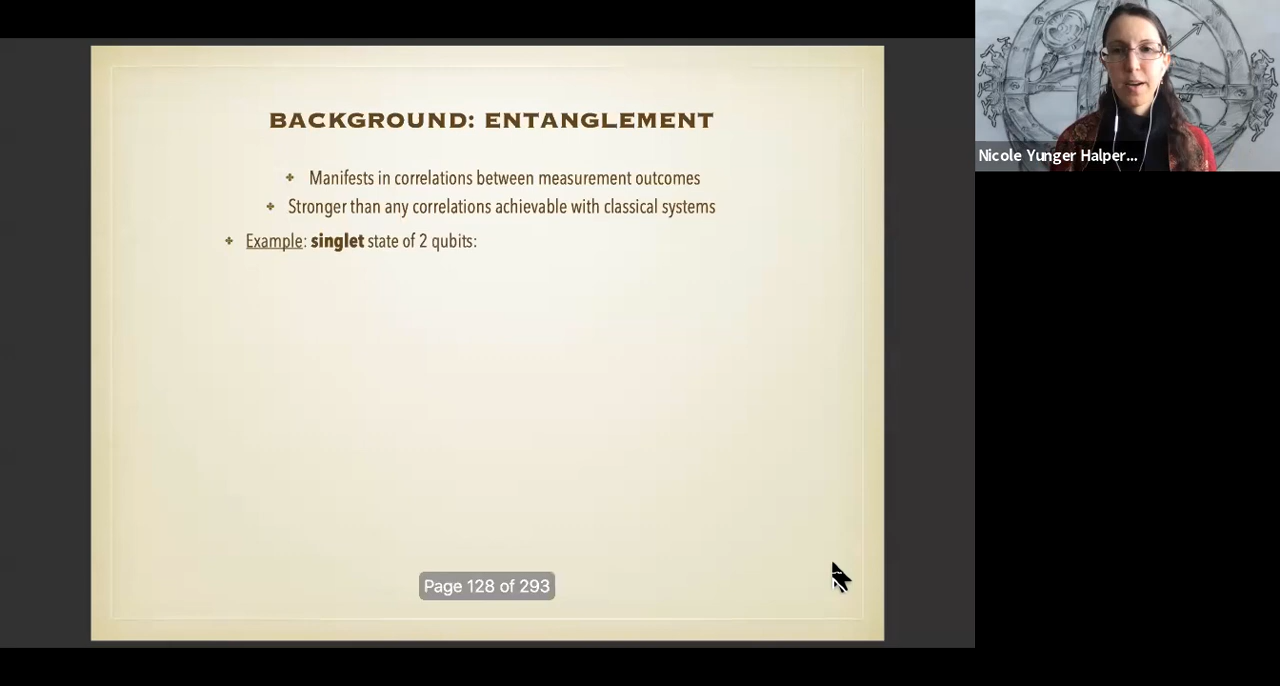 BACKGROUND: ENTANGLEMENT
Manifests in correlations between measurement outcomes
Stronger than any correlations achievable with classical systems
Example: singlet state of 2 qubits:
Page 128 of 293
Nicole Yunger Halper...